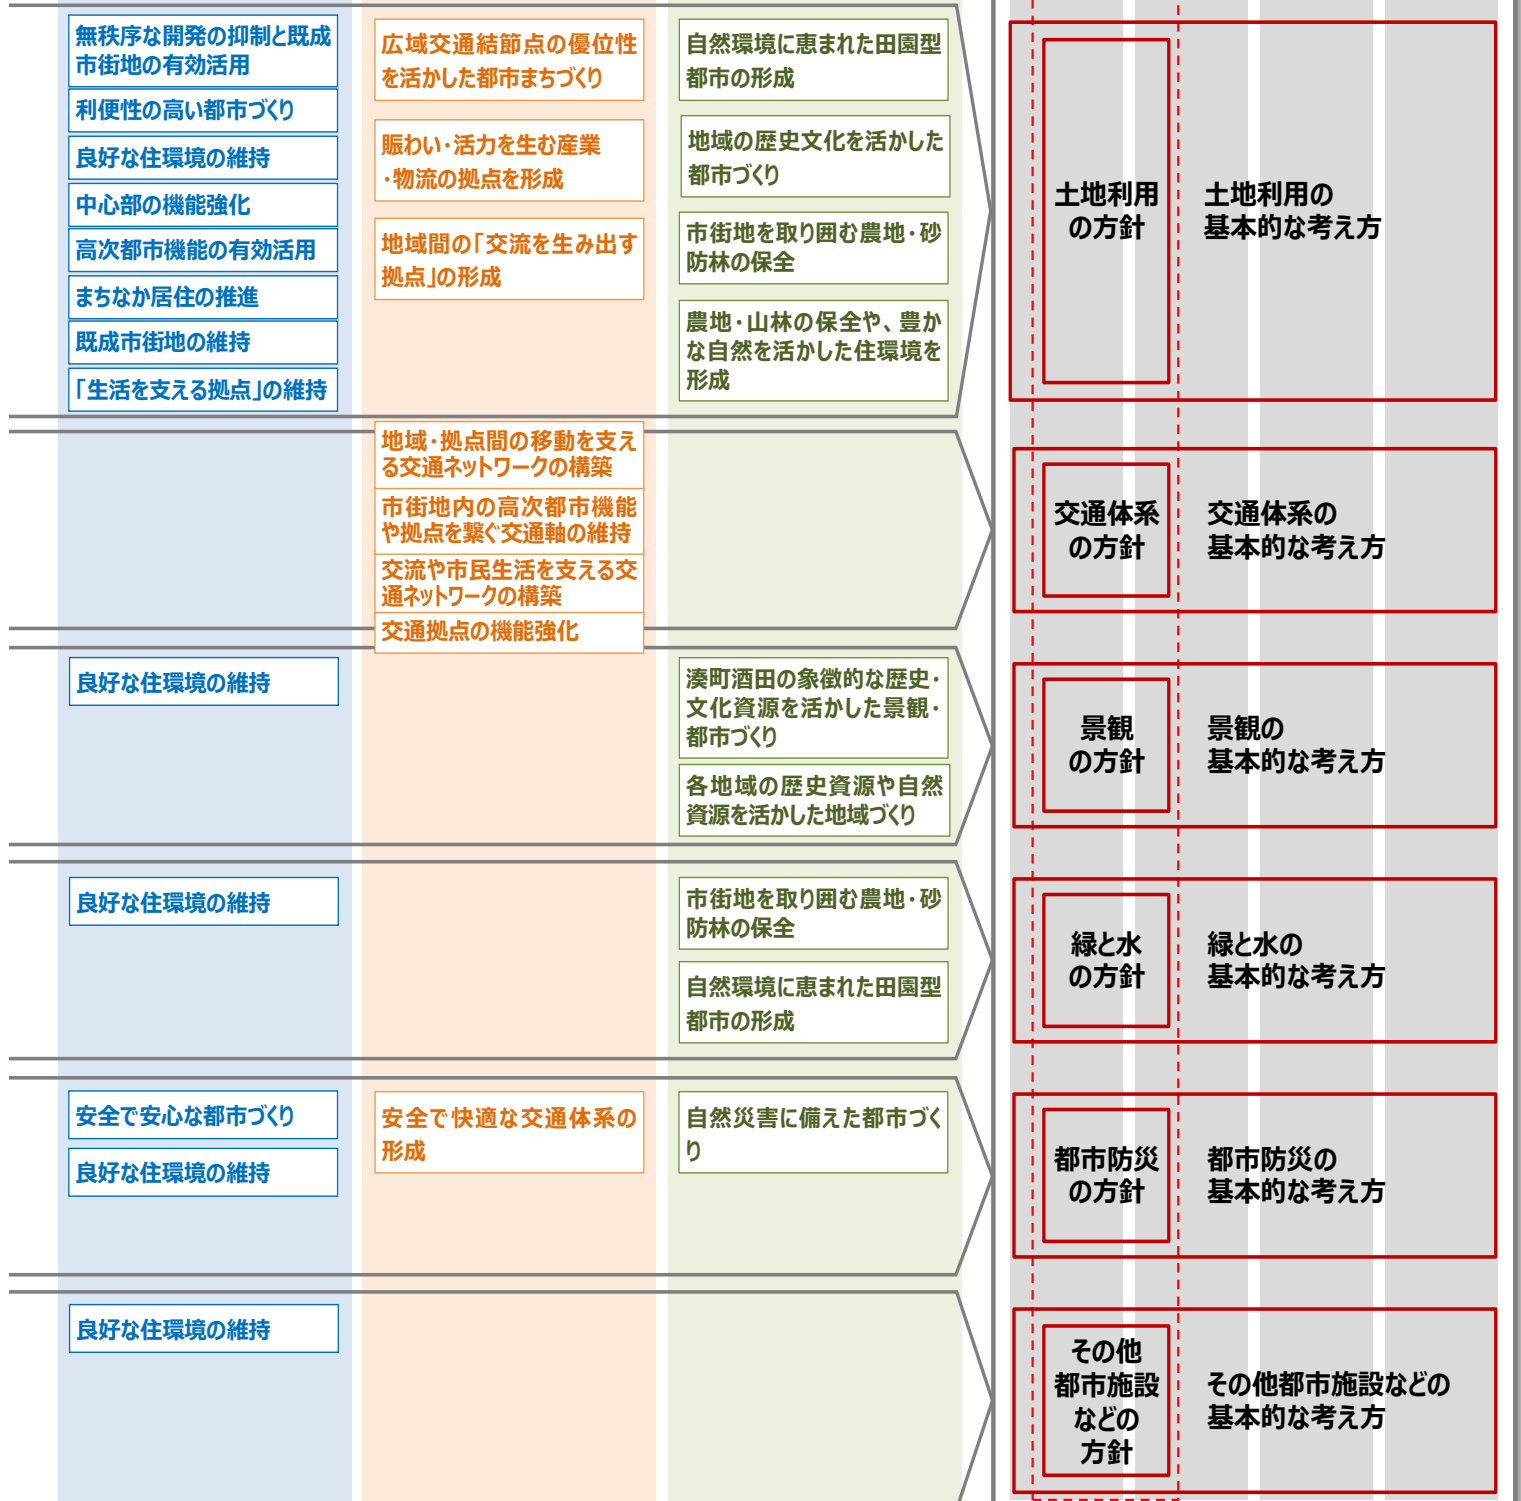 無秩序な開発の抑制と既成
市街地の有効活用
利便性の高い都市づくり
良好な住環境の維持
中心部の機能強化
高次都市機能の有効活用
まちなか居住の推進
既成市街地の維持
「生活を支える拠点」の維持
広域交通結節点の優位性
を活かした都市まちづくり
賑わい・活力を生む産業
・物流の拠点を形成
地域間の「交流を生み出す
拠点」の形成
自然環境に恵まれた田園型
都市の形成
地域の歴史文化を活かした
都市づくり
市街地を取り囲む農地・砂
防林の保全
農地・山林の保全や、豊か
な自然を活かした住環境を
形成
土地利用
の方針
土地利用の
基本的な考え方
地域・拠点間の移動を支え
る交通ネットワークの構築
市街地内の高次都市機能
や拠点を繋ぐ交通軸の維持
交流や市民生活を支える交
通ネットワークの構築
交通拠点の機能強化
交通体系
の方針
交通体系の
基本的な考え方
良好な住環境の維持
湊町酒田の象徴的な歴史・
文化資源を活かした景観・
都市づくり
各地域の歴史資源や自然
資源を活かした地域づくり
景観
の方針
景観の
基本的な考え方
良好な住環境の維持
市街地を取り囲む農地・砂
防林の保全
自然環境に恵まれた田園型
都市の形成
緑と水
の方針
緑と水の
基本的な考え方
安全で安心な都市づくり
良好な住環境の維持
安全で快適な交通体系の
形成
自然災害に備えた都市づく
り
都市防災
の方針
都市防災の
基本的な考え方
良好な住環境の維持
その他
都市施設
などの
方針
その他都市施設などの
基本的な考え方